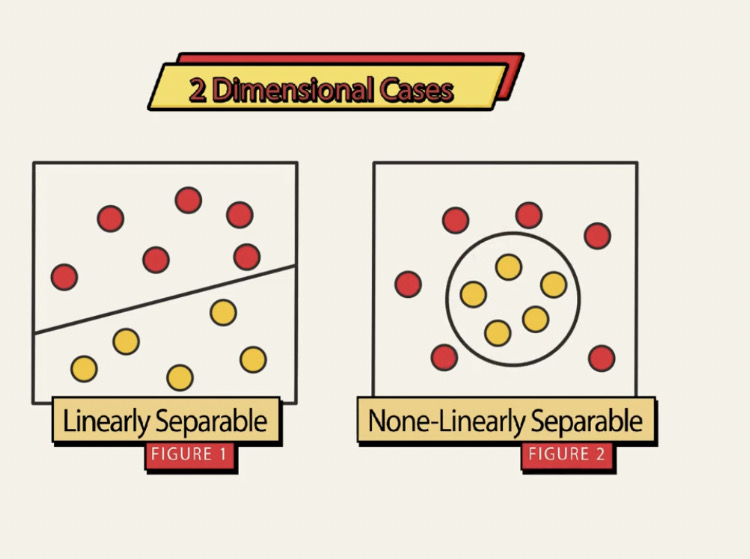 2 Dimensional Cases
Linearly Separable
FIGURE 1
None-Linearly Separable
FIGURE 2